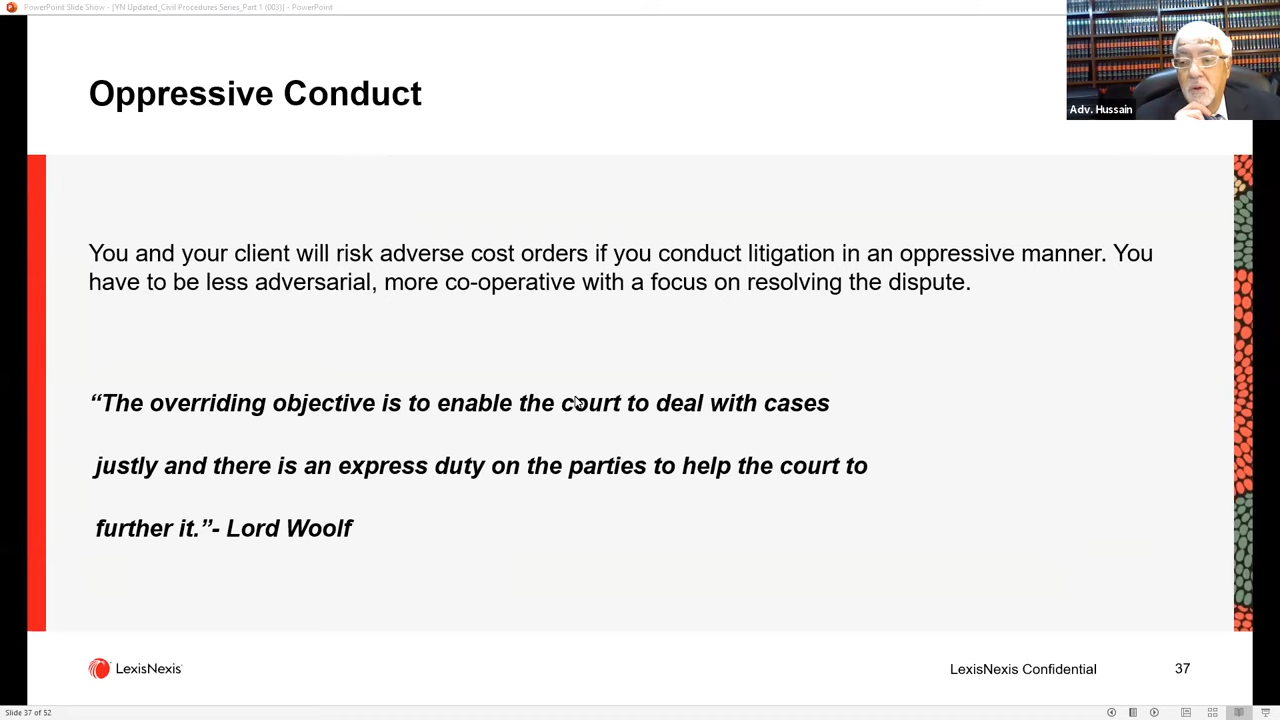 PowerPoint Slide Show - [YN Updated_Civil Procedures Series_Part 1 (003)] - PowerPoint
Adv. Hussain
Oppressive Conduct
You and your client will risk adverse cost orders if you conduct litigation in an oppressive manner. You
have to be less adversarial, more co-operative with a focus on resolving the dispute.
“The overriding objective is to enable the court to deal with cases
justly and there is an express duty on the parties to help the court to
further it.”- Lord Woolf
LexisNexis
LexisNexis Confidential
37
Slide 37 of 52